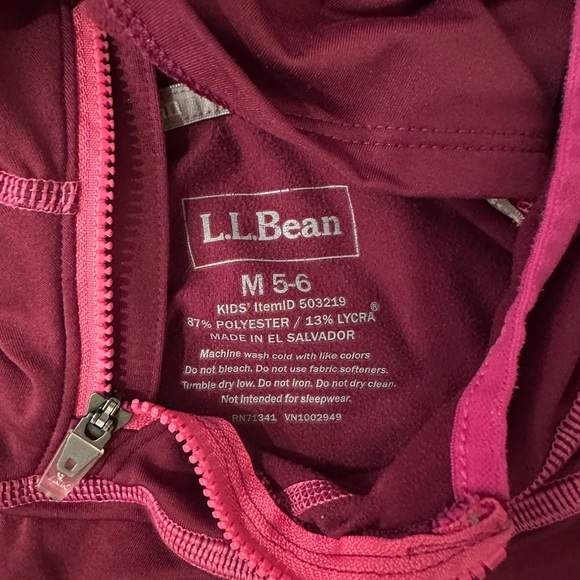 L.L.Bean
M 5-6
KIDS' ItemID 503219
87% POLYESTER / 13% LYCRA®
MADE IN EL SALVADOR
Machine wash cold with like colors
Do not bleach. Do not use fabric softeners.
Tumble dry low. Do not Iron. Do not dry clean.
Not intended for sleepwear.
RN71341 VN1002949